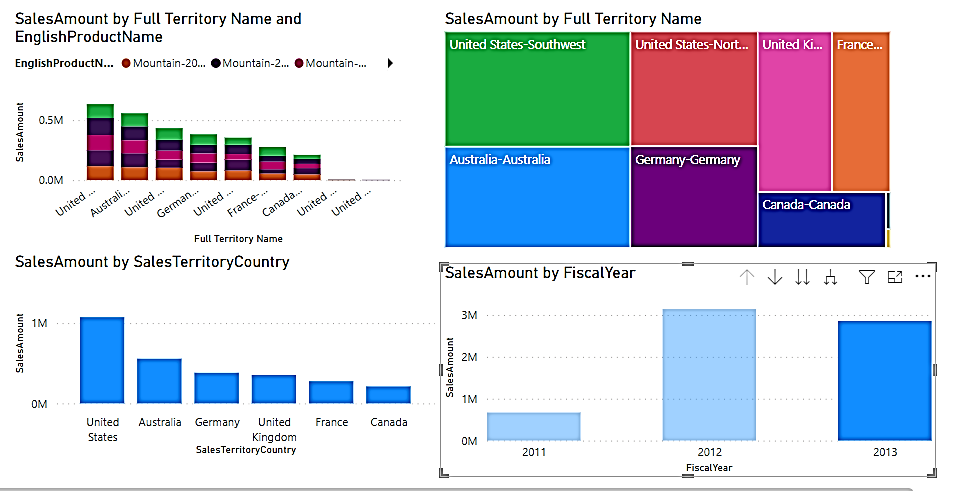 SalesAmount by Full Territory Name and
EnglishProductName
EnglishProductN... Mountain-20... Mountain-2... Mountain-...
SalesAmount
0.5M
0.0M
United ...
Australi...
United ...
German...
United ...
France-...
Canada...
United ...
United ...
Full Territory Name
SalesAmount by Full Territory Name
United States-Southwest
United States-Nort...
United Ki...
France...
Australia-Australia
Germany-Germany
Canada-Canada
SalesAmount by SalesTerritoryCountry
SalesAmount
1M
0M
United
States
Australia
Germany
United
Kingdom
France
Canada
SalesTerritoryCountry
SalesAmount by FiscalYear
SalesAmount
3M
2M
1M
0M
2011
2012
2013
FiscalYear